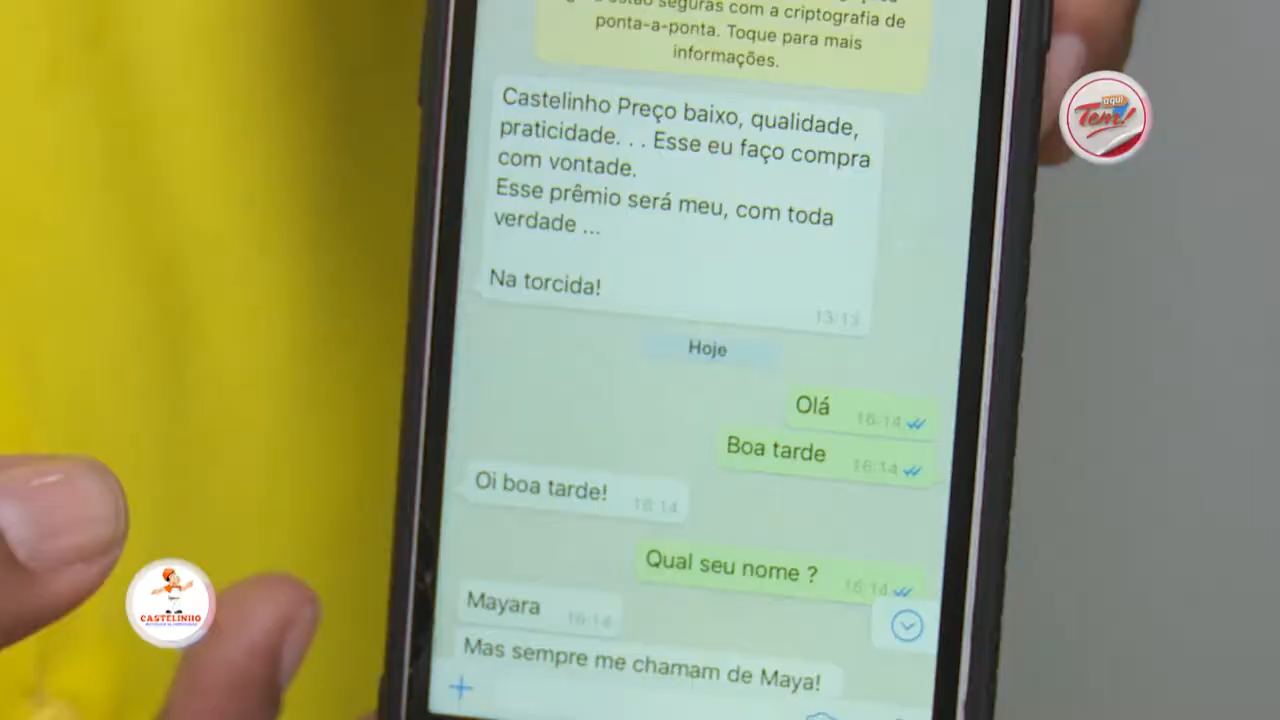 estão seguras com a criptografia de
ponta-a-ponta. Toque para mais
informações.
Castelinho Preço baixo, qualidade,
praticidade. . . Esse eu faço compra
com vontade.
Esse prêmio será meu, com toda
verdade ...
Na torcida!
13:13
Hoje
Olá 16:14
Boa tarde 16:14
Oi boa tarde! 16:14
Qual seu nome ? 16:14
Mayara 16:14
Mas sempre me chamam de Maya!
aqui
Tem!
CASTELINHO